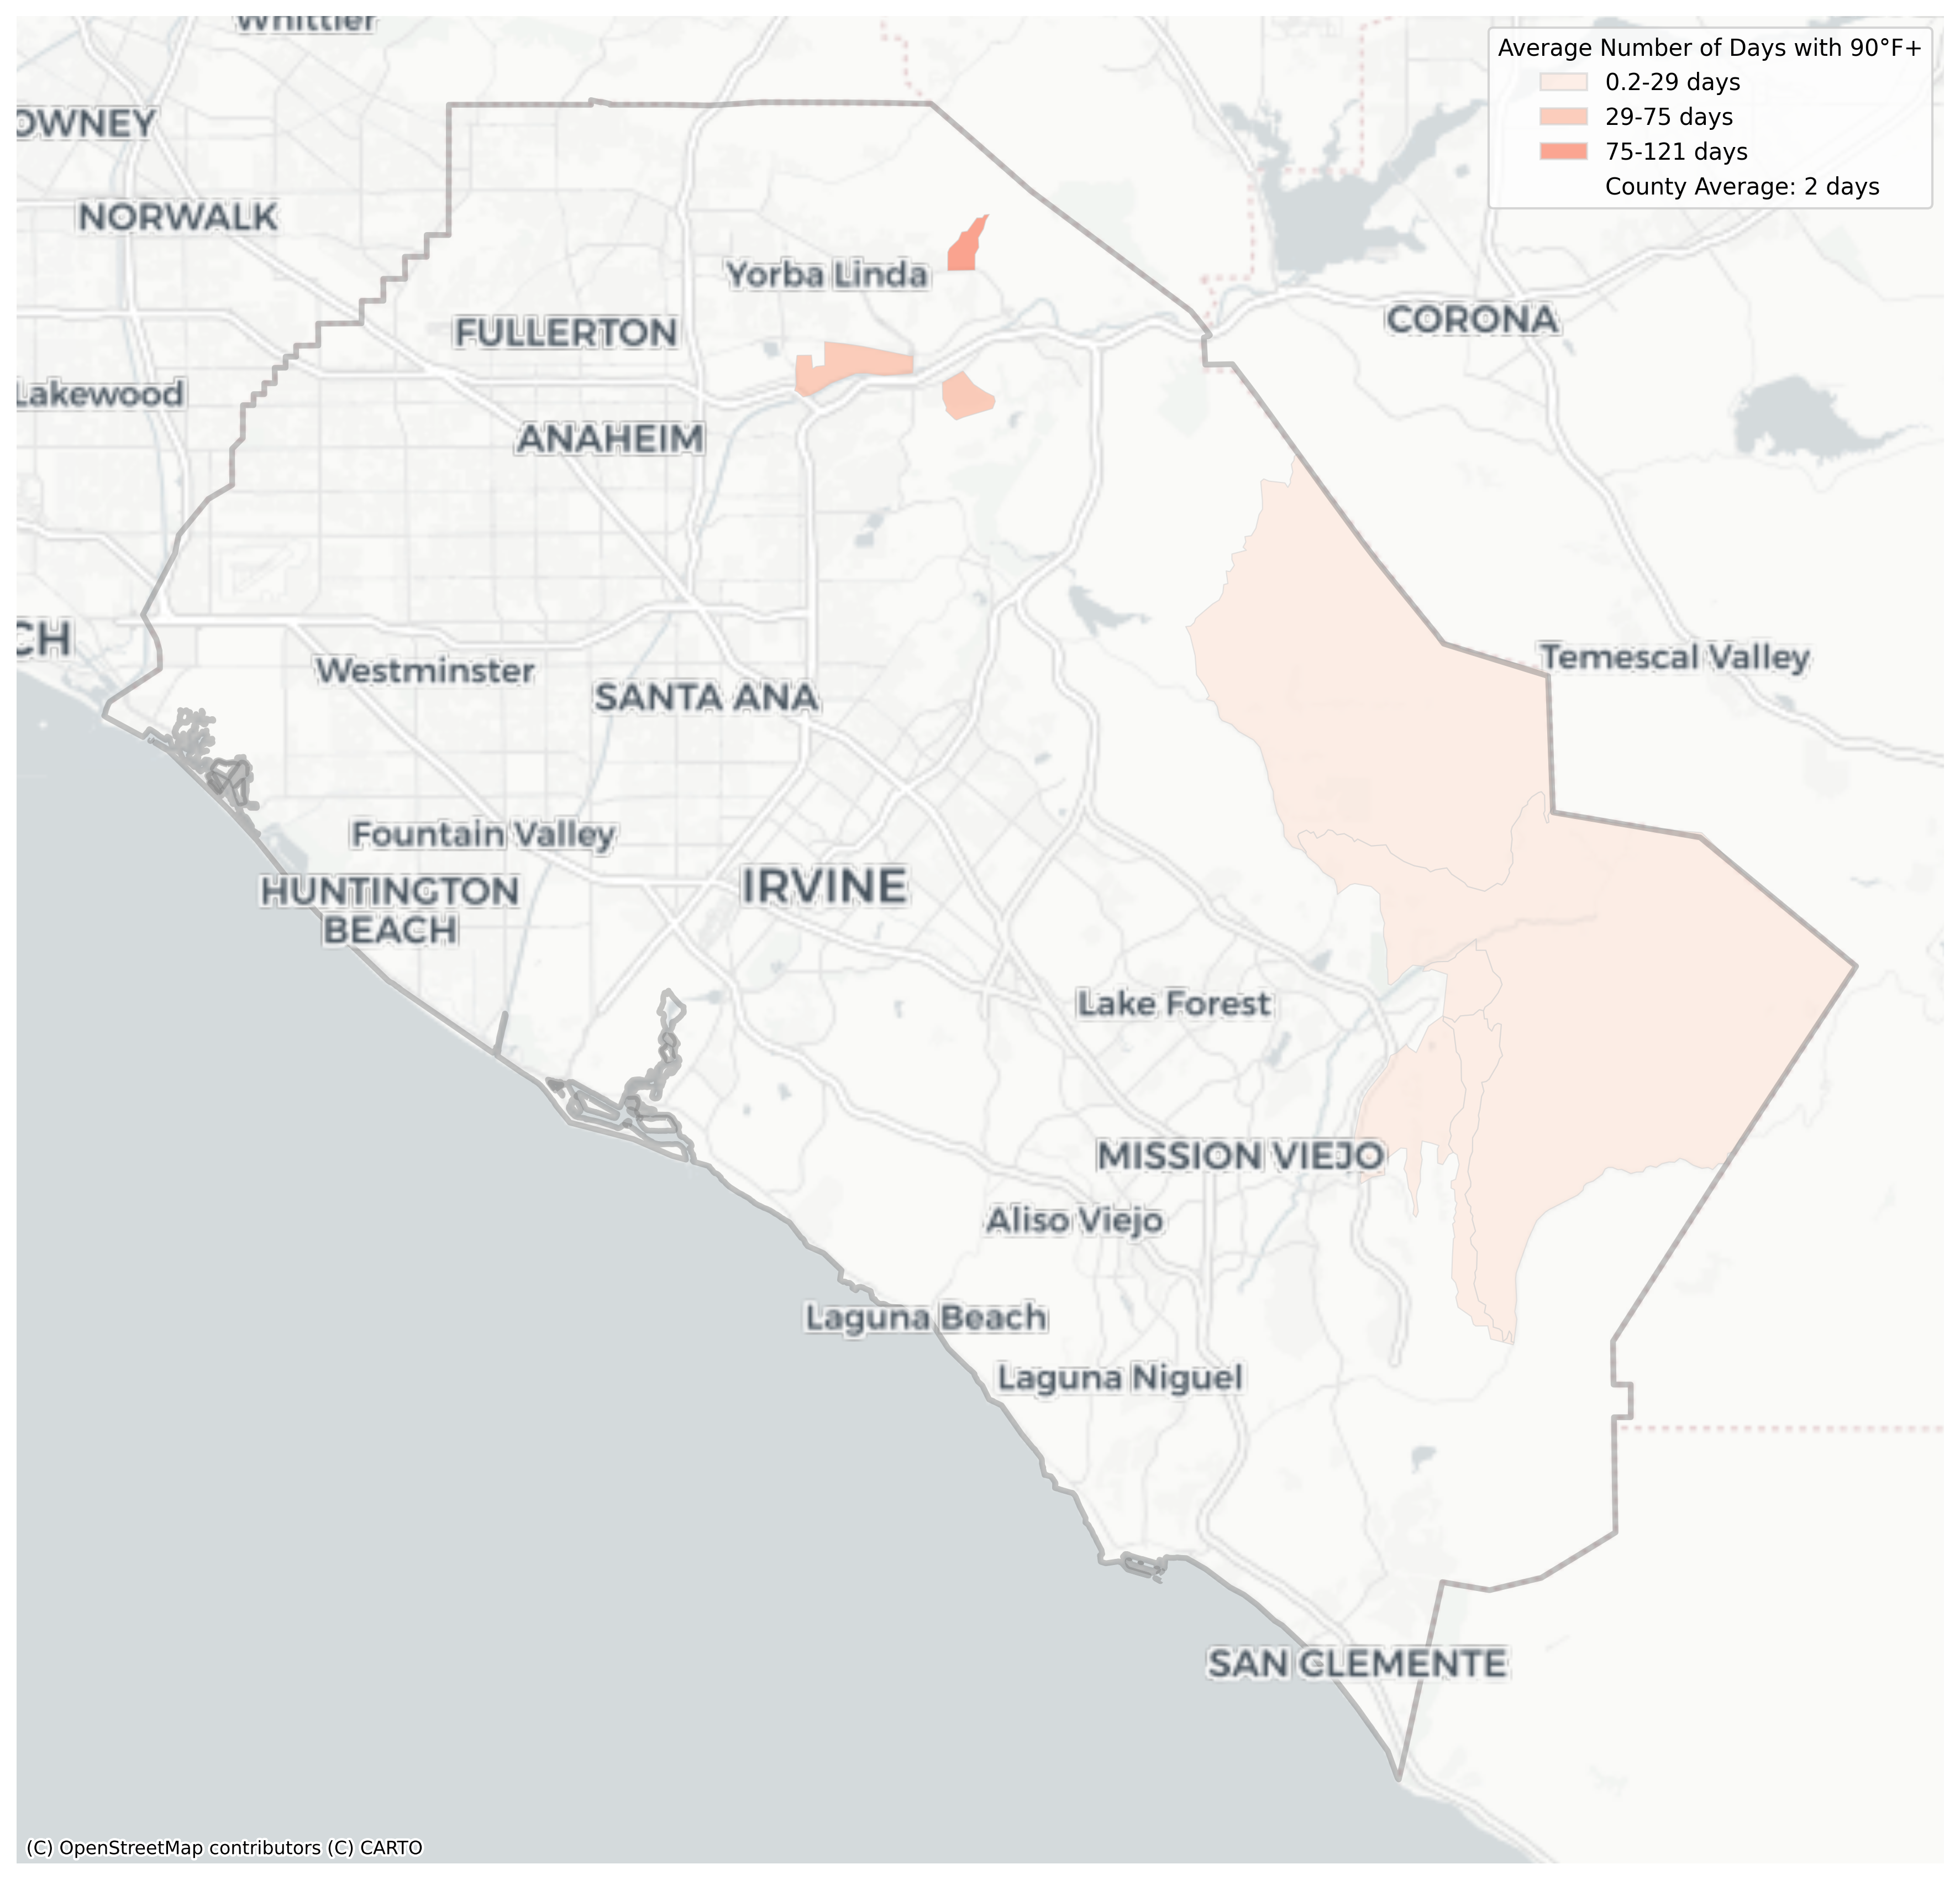 Whittier
Average Number of Days with 90°F+
0.2-29 days
29-75 days
75-121 days
County Average: 2 days
OWNEY
NORWALK
Yorba Linda
CORONA
FULLERTON
Lakewood
ANAHEIM
CH
Temescal Valley
Westminster
SANTA ANA
Fountain Valley
IRVINE
HUNTINGTON
BEACH
Lake Forest
MISSION VIEJO
Aliso Viejo
Laguna Beach
Laguna Niguel
SAN CLEMENTE
(C) OpenStreetMap contributors (C) CARTO